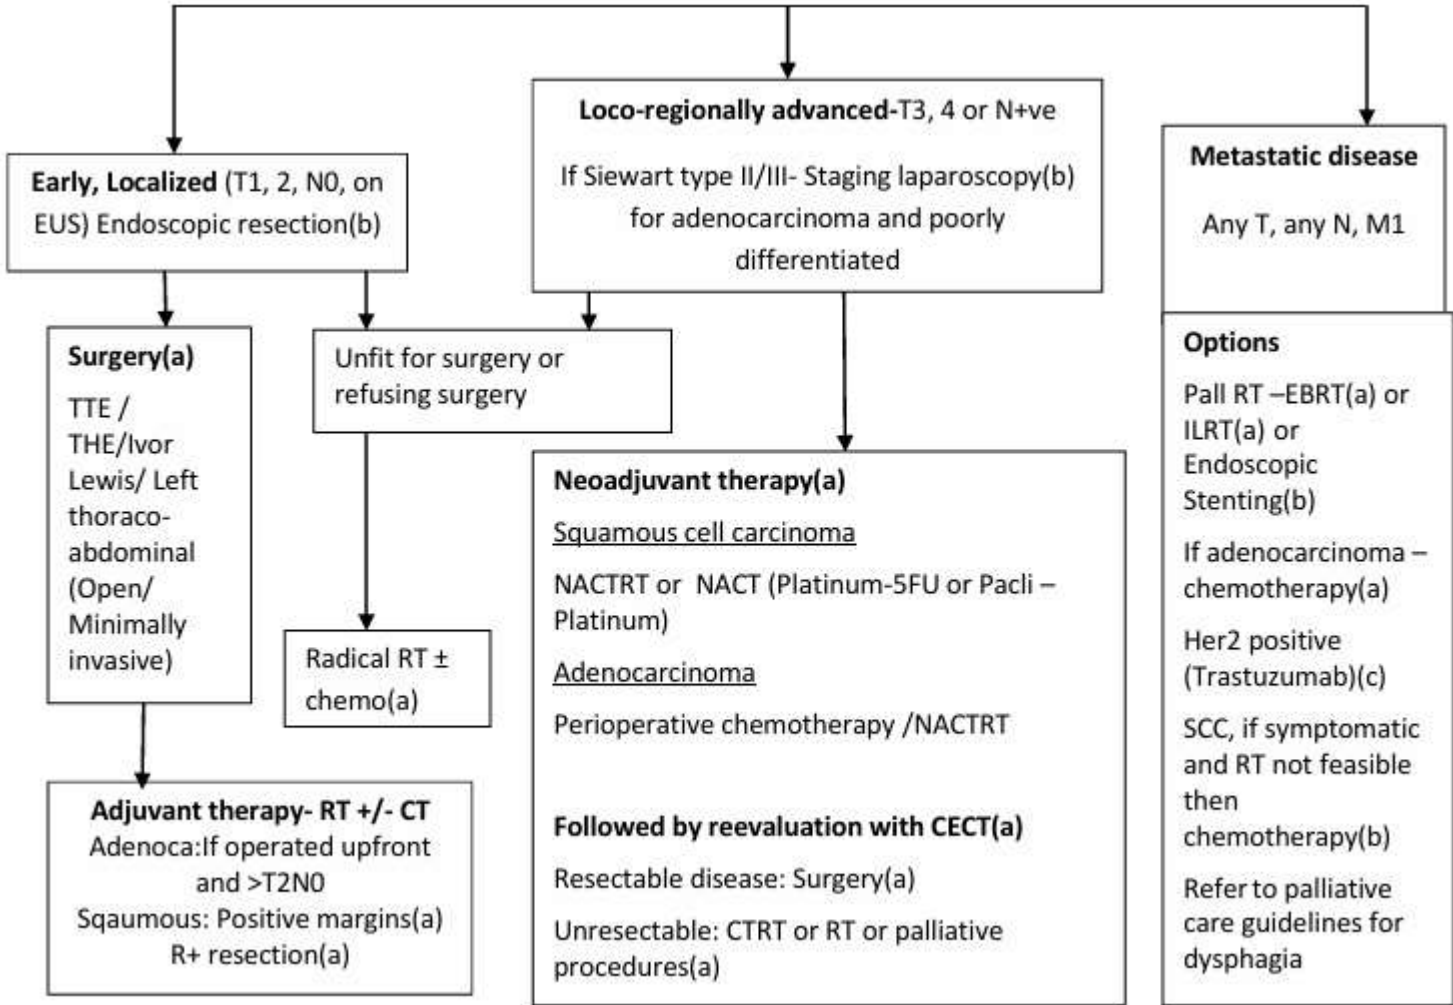 Early, Localized (T1, 2, N0, on
EUS) Endoscopic resection(b)
Surgery(a)
TTE /
THE/Ivor
Lewis/ Left
thoraco-
abdominal
(Open/
Minimally
invasive)
Adjuvant therapy- RT +/- CT
Adenoca:If operated upfront
and >T2N0
Sqaumous: Positive margins(a)
R+ resection(a)
Unfit for surgery or
refusing surgery
Radical RT ±
chemo(a)
Loco-regionally advanced-T3, 4 or N+ve
If Siewart type II/III- Staging laparoscopy(b)
for adenocarcinoma and poorly
differentiated
Neoadjuvant therapy(a)
Squamous cell carcinoma
NACTRT or NACT (Platinum-5FU or Pacli –
Platinum)
Adenocarcinoma
Perioperative chemotherapy /NACTRT
Followed by reevaluation with CECT(a)
Resectable disease: Surgery(a)
Unresectable: CTRT or RT or palliative
procedures(a)
Metastatic disease
Any T, any N, M1
Options
Pall RT –EBRT(a) or
ILRT(a) or
Endoscopic
Stenting(b)
If adenocarcinoma –
chemotherapy(a)
Her2 positive
(Trastuzumab)(c)
SCC, if symptomatic
and RT not feasible
then
chemotherapy(b)
Refer to palliative
care guidelines for
dysphagia